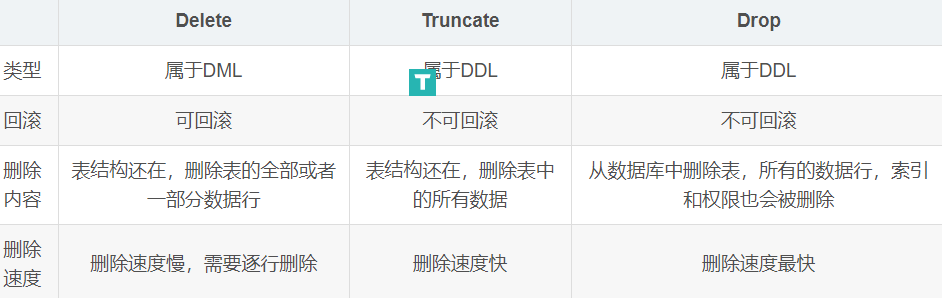 Delete Truncate Drop
类型 属于DML 属于DDL 属于DDL
T
回滚 可回滚 不可回滚 不可回滚
删除 表结构还在，删除表的全部或者 表结构还在，删除表中 从数据库中删除表，所有的数据行，索引
内容 一部分数据行 的所有数据 和权限也会被删除
删除
速度 删除速度慢，需要逐行删除 删除速度快 删除速度最快